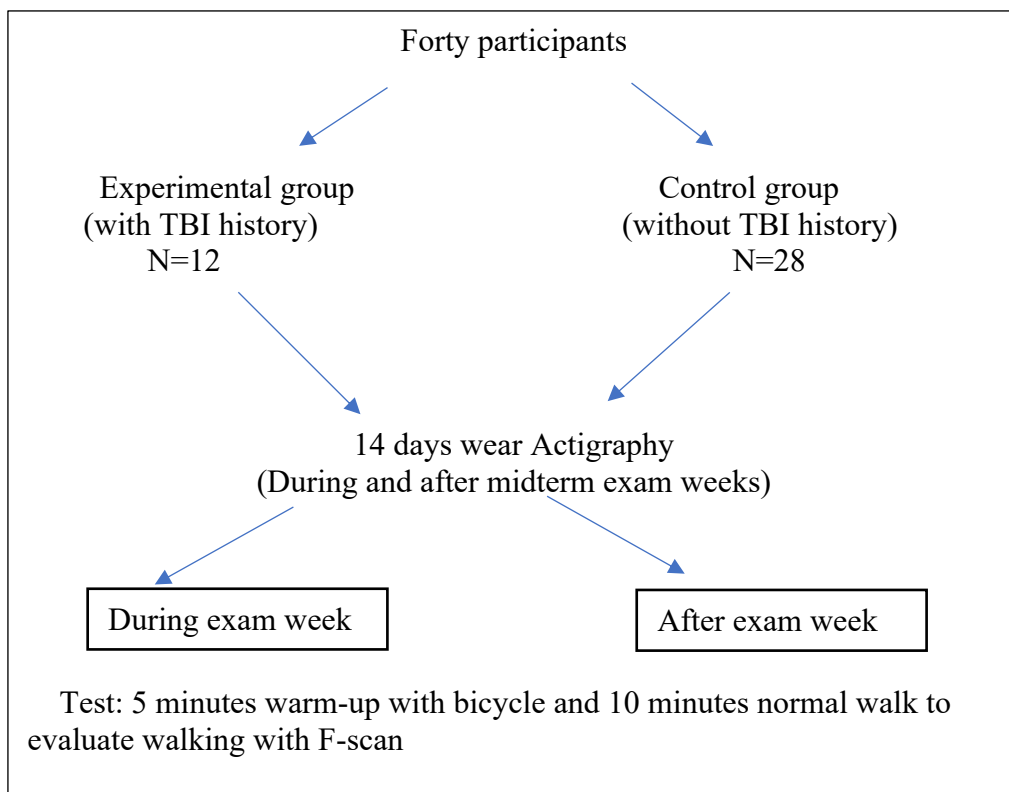 Forty participants
Experimental group
(with TBI history)
N=12
Control group
(without TBI history)
N=28
14 days wear Actigraphy
(During and after midterm exam weeks)
During exam week
After exam week
Test: 5 minutes warm-up with bicycle and 10 minutes normal walk to
evaluate walking with F-scan